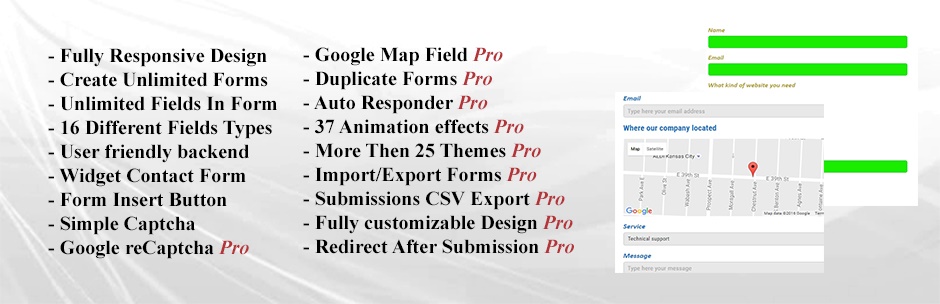 - Fully Responsive Design
- Create Unlimited Forms
- Unlimited Fields In Form
- 16 Different Fields Types
- User friendly backend
- Widget Contact Form
- Form Insert Button
- Simple Captcha
- Google reCaptcha Pro
- Google Map Field Pro
- Duplicate Forms Pro
- Auto Responder Pro
- 37 Animation effects Pro
- More Then 25 Themes Pro
- Import/Export Forms Pro
- Submissions CSV Export Pro
- Fully customizable Design Pro
- Redirect After Submission Pro
Name
Email
What kind of website you need
Email
Type here your email address
Where our company located
Map Satellite
Kansas City
E 39th St
E 39th St
Park Ave
Olive St
Wabash Ave
Prospect Ave
Montgall Ave
Chestnut Ave
S Benton Ave
Agnes Ave
Google
Map data ©2016 Google
Terms
Service
Technical support
Message
Type here your message